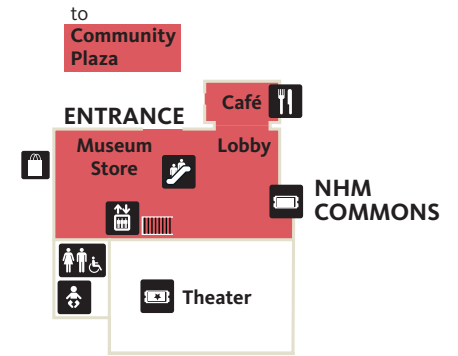 to
Community
Plaza
Café
ENTRANCE
Museum
Store
Lobby
NHM
COMMONS
Theater